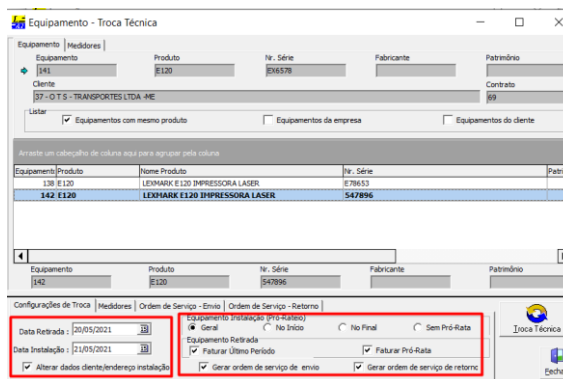 Equipamento - Troca Técnica
Equipamento Medidores
Equipamento Produto Nr. Série Fabricante Patrimônio
141 E120 EX6578
Cliente Contrato
37 - O T S - TRANSPORTES LTDA -ME 69
Listar
Equipamentos com mesmo produto Equipamentos da empresa Equipamentos do cliente
Arraste um cabeçalho de coluna aqui para agrupar pela coluna
Equipament Produto Nome Produto Nr. Série Patri
138 E120 LEXMARK E120 IMPRESSORA LASER E78653
142 E120 LEXMARK E120 IMPRESSORA LASER 547896
Equipamento Produto Nr. Série Fabricante Patrimônio
142 E120 547896
Configurações de Troca Medidores Ordem de Serviço - Envio Ordem de Serviço - Retorno
Equipamento Instalação (Pró-Rateio)
Data Retirada : 20/05/2021 15 Geral No Início No Final Sem Pró-Rata
Troca Técnica
Equipamento Retirada
Data Instalação : 21/05/2021 15 Faturar Último Período Faturar Pró-Rata
Alterar dados cliente/endereço instalação Gerar ordem de serviço de envio Gerar ordem de serviço de retorno
Fecha